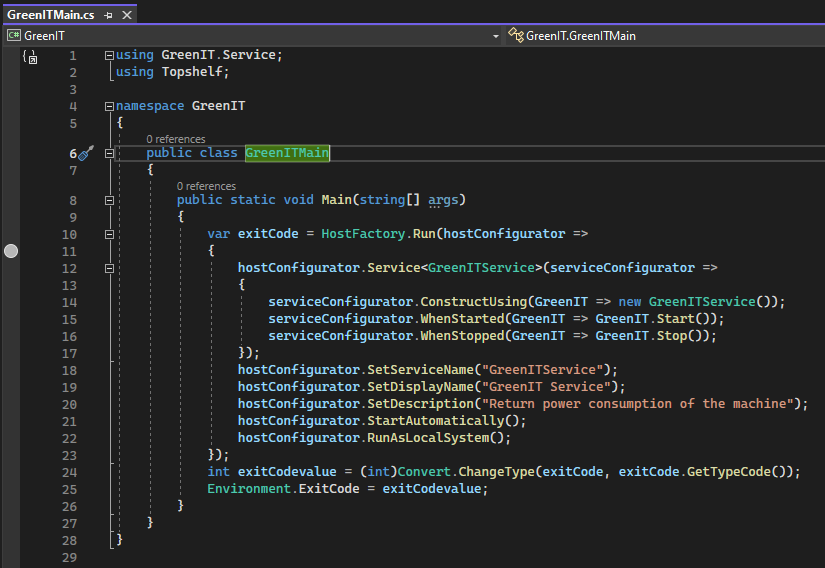 GreenITMain.cs
GreenIT GreenIT.GreenITMain
1 using GreenIT.Service;
2 using Topshelf;
3
4 namespace GreenIT
5 {
0 references
6 public class GreenITMain
7 {
0 references
8 public static void Main(string[] args)
9 {
10 var exitCode = HostFactory.Run(hostConfigurator =>
11 {
12 hostConfigurator.Service<GreenITService>(serviceConfigurator =>
13 {
14 serviceConfigurator.ConstructUsing(GreenIT => new GreenITService());
15 serviceConfigurator.WhenStarted(GreenIT => GreenIT.Start());
16 serviceConfigurator.WhenStopped(GreenIT => GreenIT.Stop());
17 });
18 hostConfigurator.SetServiceName("GreenITService");
19 hostConfigurator.SetDisplayName("GreenIT Service");
20 hostConfigurator.SetDescription("Return power consumption of the machine");
21 hostConfigurator.StartAutomatically();
22 hostConfigurator.RunAsLocalSystem();
23 });
24 int exitCodevalue = (int)Convert.ChangeType(exitCode, exitCode.GetTypeCode());
25 Environment.ExitCode = exitCodevalue;
26 }
27 }
28 }
29